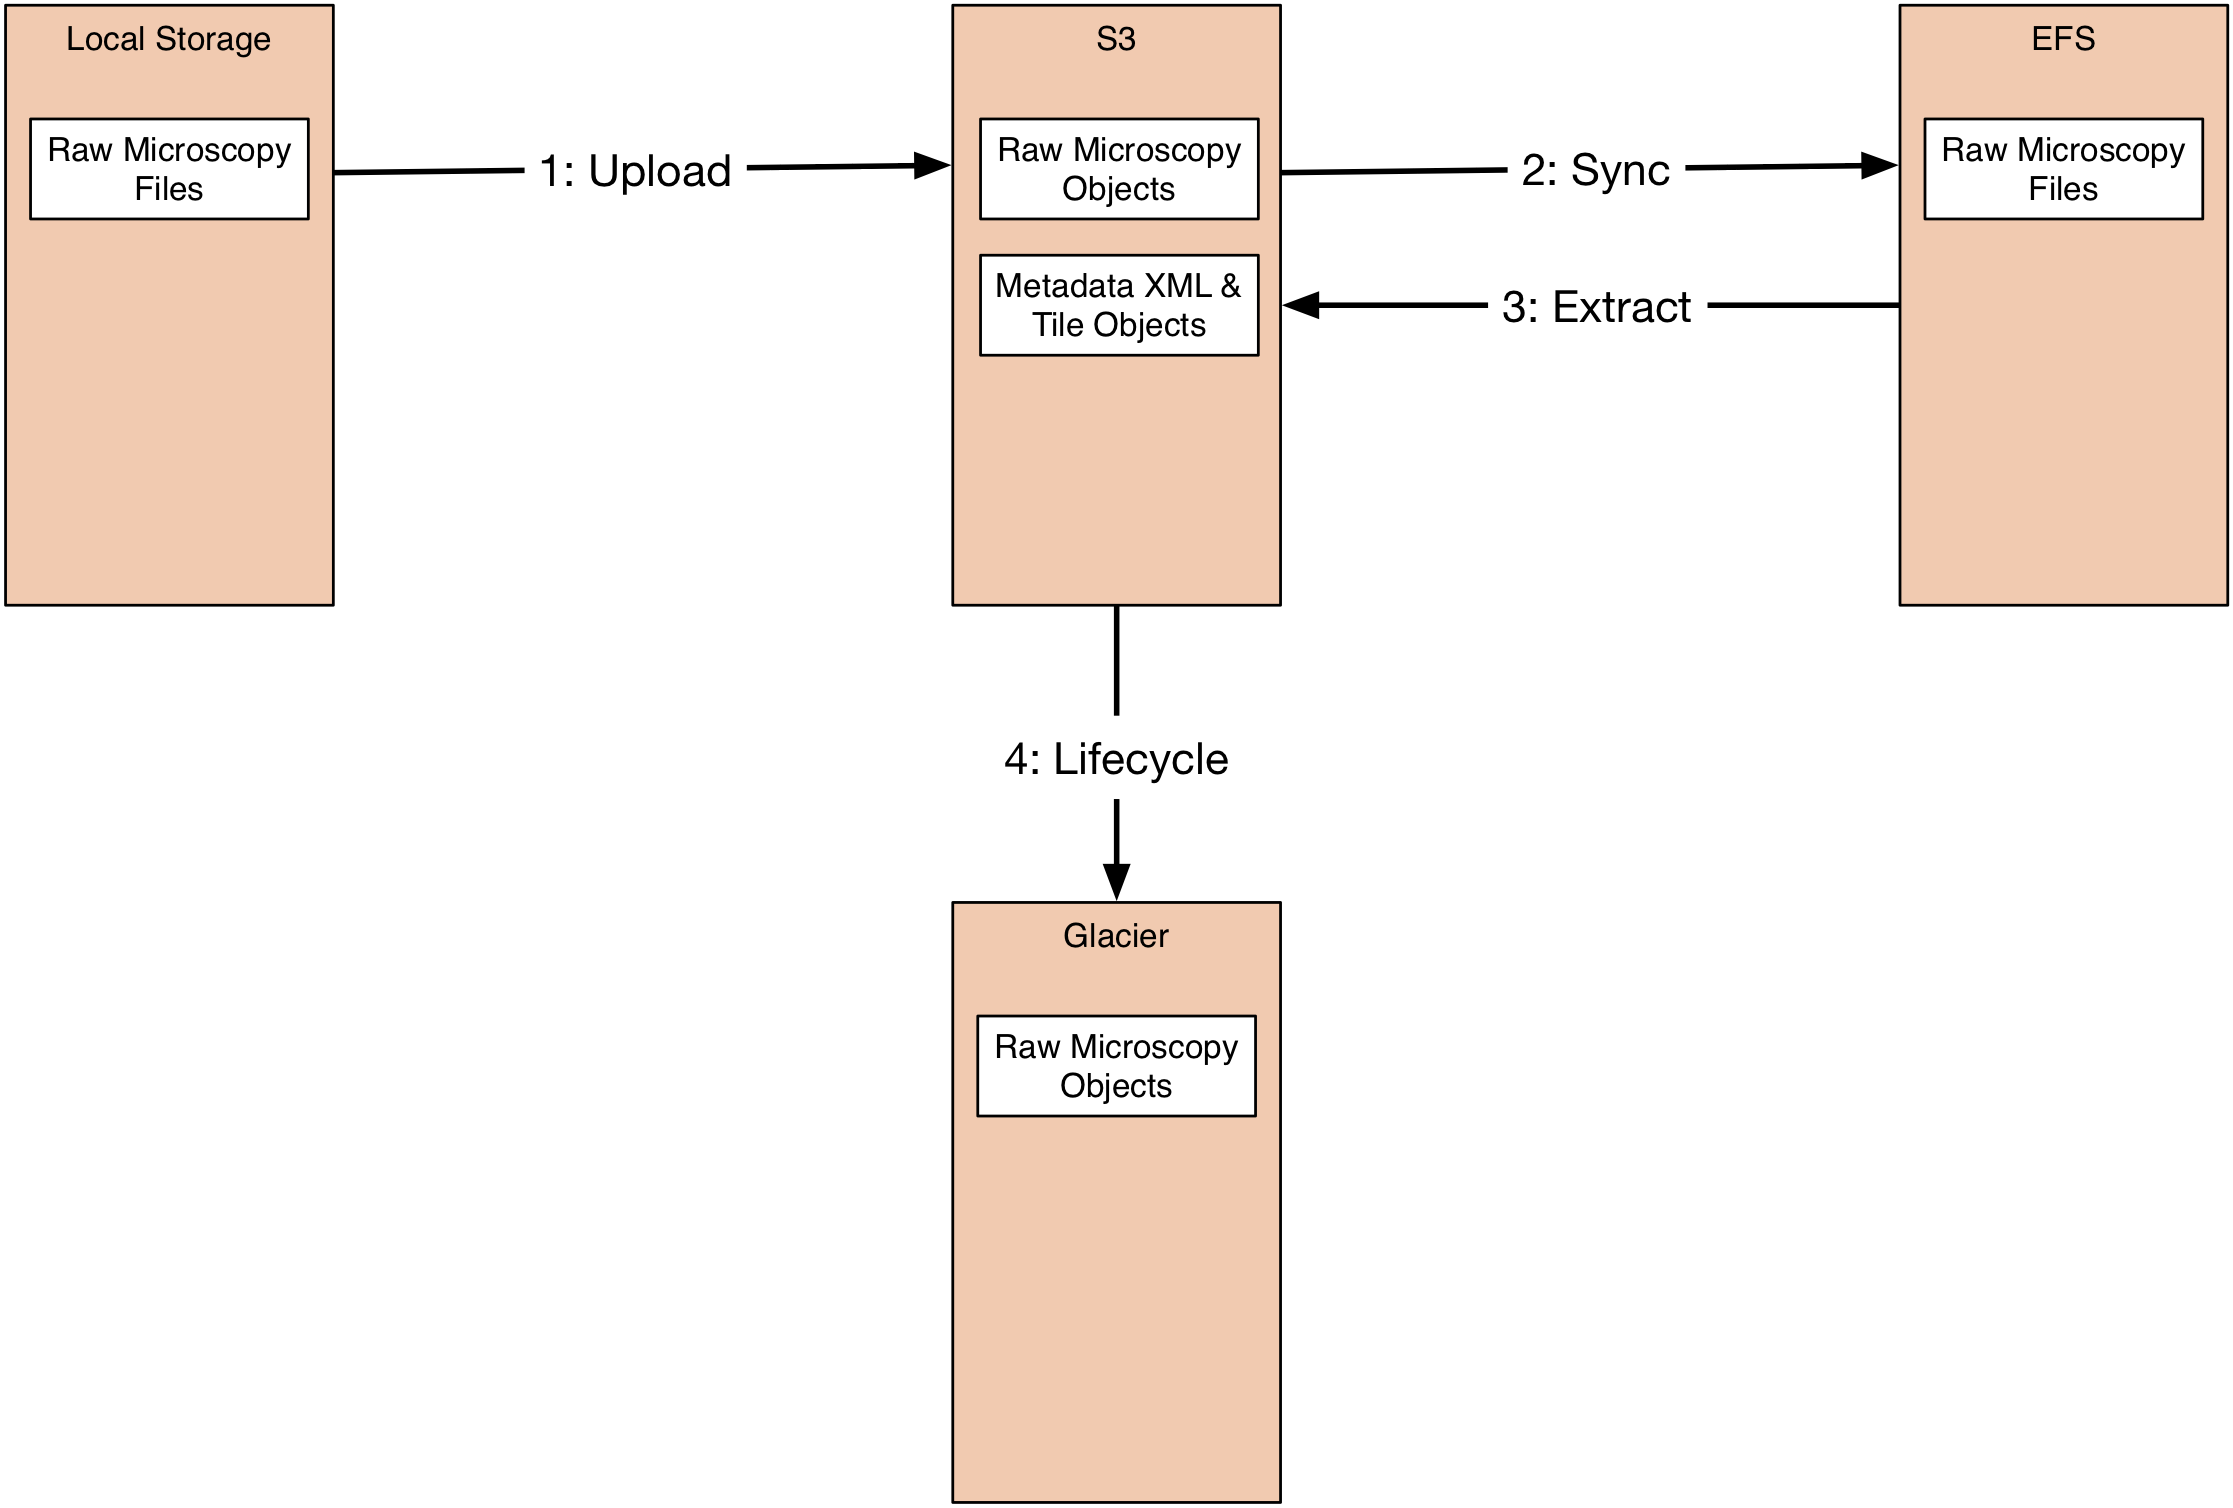 Local Storage
Raw Microscopy
Files
1: Upload
S3
Raw Microscopy
Objects
Metadata XML &
Tile Objects
2: Sync
3: Extract
EFS
Raw Microscopy
Files
4: Lifecycle
Glacier
Raw Microscopy
Objects